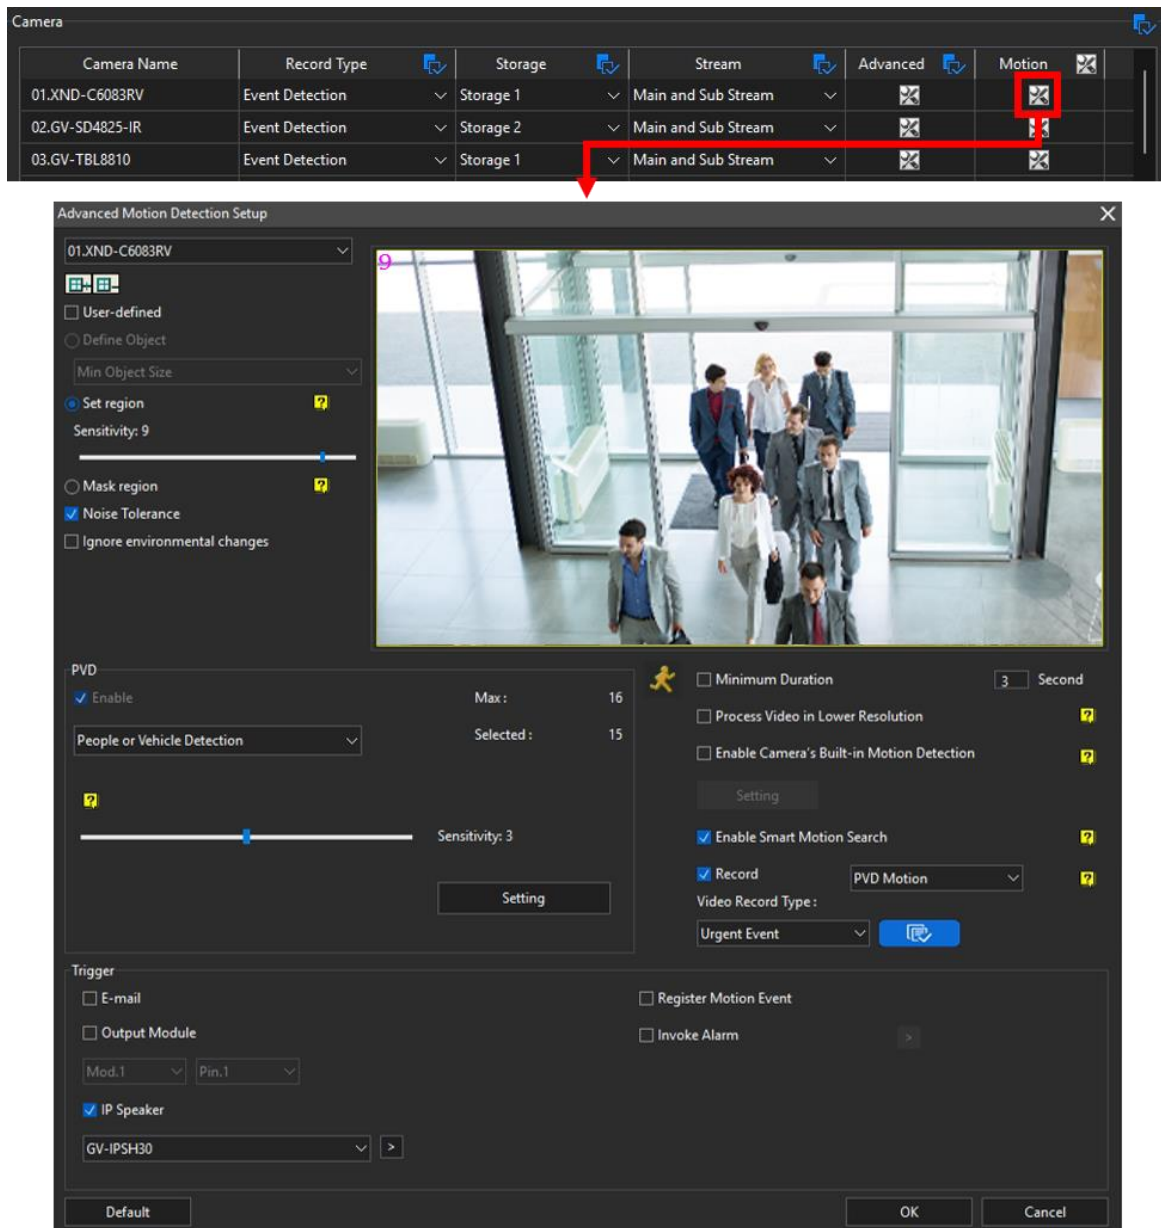 Camera
Camera Name Record Type Storage Stream Advanced Motion
01.XND-C6083RV Event Detection Storage 1 Main and Sub Stream
02.GV-SD4825-IR Event Detection Storage 2 Main and Sub Stream
03.GV-TBL8810 Event Detection Storage 1 Main and Sub Stream
Advanced Motion Detection Setup
01.XND-C6083RV
9
User-defined
Define Object
Min Object Size
Set region ?
Sensitivity: 9
Mask region ?
Noise Tolerance
Ignore environmental changes
PVD
Enable Max : 16
People or Vehicle Detection Selected : 15
?
Sensitivity: 3
Setting
Minimum Duration 3 Second
Process Video in Lower Resolution ?
Enable Camera's Built-in Motion Detection ?
Setting
Enable Smart Motion Search ?
Record PVD Motion ?
Video Record Type :
Urgent Event
Trigger
E-mail
Output Module
Mod.1 Pin.1
IP Speaker
GV-IPSH30 >
Register Motion Event
Invoke Alarm >
Default OK Cancel